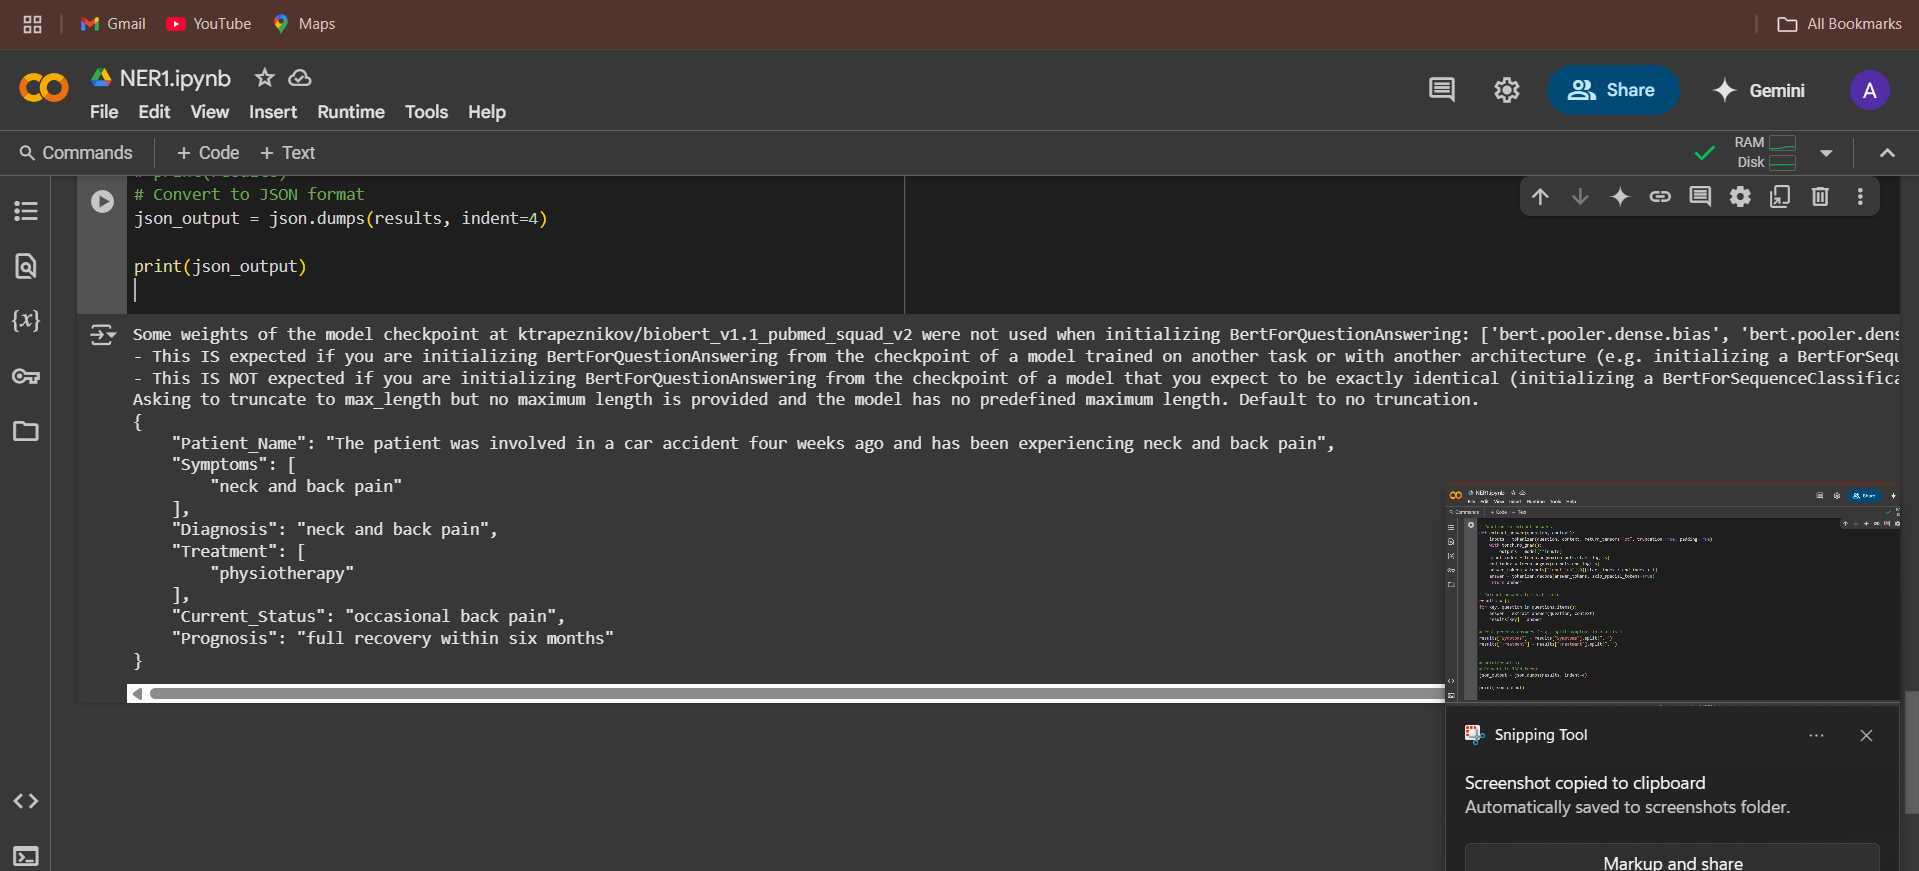 Gmail
YouTube
Maps
All Bookmarks
NER1.ipynb
File Edit View Insert Runtime Tools Help
Share
Gemini
A
Commands
+ Code + Text
RAM
Disk
# Convert to JSON format
json_output = json.dumps(results, indent=4)
print(json_output)
Some weights of the model checkpoint at ktrapeznikov/biobert_v1.1_pubmed_squad_v2 were not used when initializing BertForQuestionAnswering: ['bert.pooler.dense.bias', 'bert.pooler.dens
- This IS expected if you are initializing BertForQuestionAnswering from the checkpoint of a model trained on another task or with another architecture (e.g. initializing a BertForSequ
- This IS NOT expected if you are initializing BertForQuestionAnswering from the checkpoint of a model that you expect to be exactly identical (initializing a BertForSequenceClassifica
Asking to truncate to max_length but no maximum length is provided and the model has no predefined maximum length. Default to no truncation.
{
"Patient_Name": "The patient was involved in a car accident four weeks ago and has been experiencing neck and back pain",
"Symptoms": [
"neck and back pain"
],
"Diagnosis": "neck and back pain",
"Treatment": [
"physiotherapy"
],
"Current_Status": "occasional back pain",
"Prognosis": "full recovery within six months"
}
Snipping Tool
Screenshot copied to clipboard
Automatically saved to screenshots folder.
Markup and share